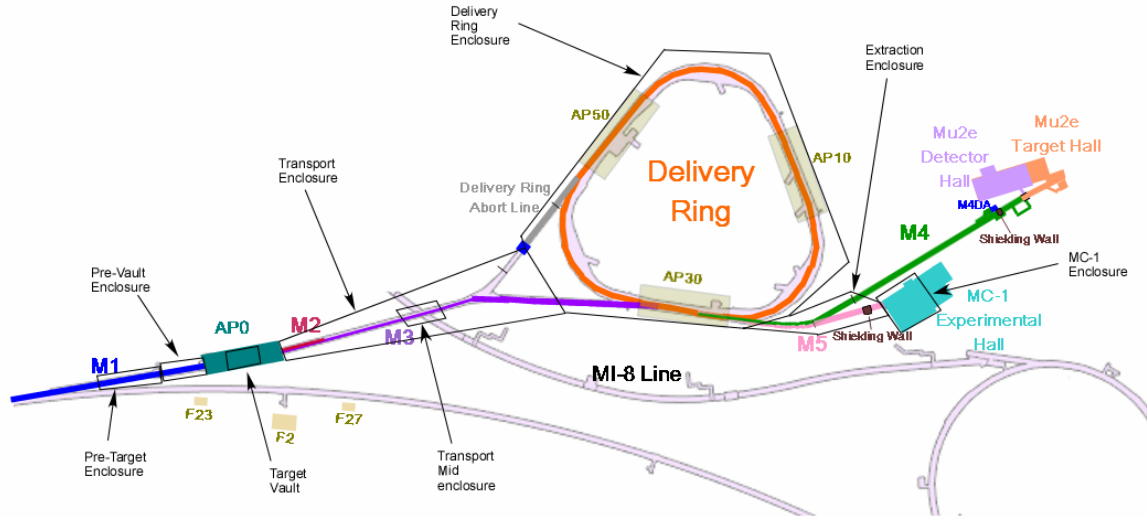 Delivery
Ring
Enclosure
Extraction
Enclosure
AP50
Mu2e
Target Hall
Mu2e
Detector
Hall
AP10
Transport
Enclosure
Delivery
Ring
Delivery Ring
Abort Line
M4DA
M4
Shielding Wall
Pre-Vault
Enclosure
MC-1
Enclosure
AP30
MC-1
Experimental
Hall
AP0
M2
M3
M5
Shielding Wall
M1
MI-8 Line
F23
F2
F27
Pre-Target
Enclosure
Target
Vault
Transport
Mid
enclosure